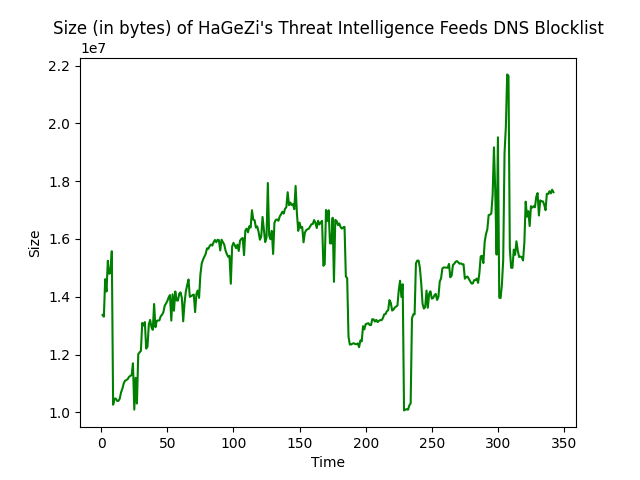 Size (in bytes) of HaGeZi's Threat Intelligence Feeds DNS Blocklist
1e7
2.2
2.0
1.8
1.6
1.4
1.2
1.0
Size
0 50 100 150 200 250 300 350
Time